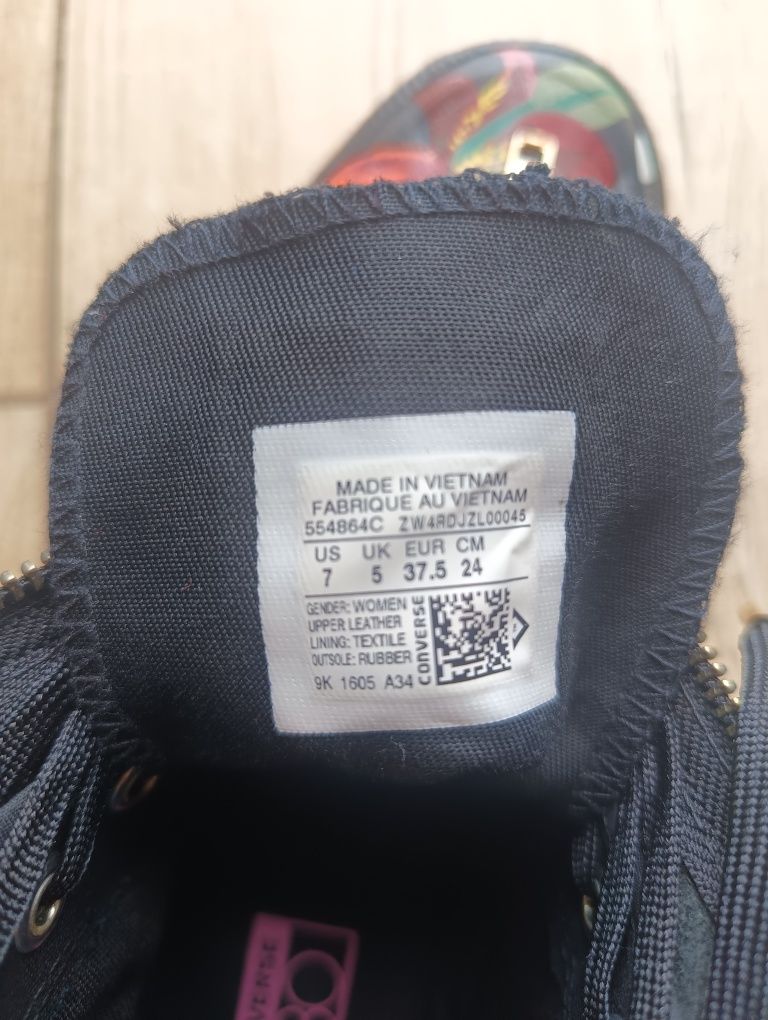 MADE IN VIETNAM
FABRIQUE AU VIETNAM
554864C ZW4RDJZL00045
US UK EUR CM
7 5 37.5 24
GENDER: WOMEN
UPPER LEATHER
LINING: TEXTILE
OUTSOLE: RUBBER
9K 1605 A34
CONVERSE